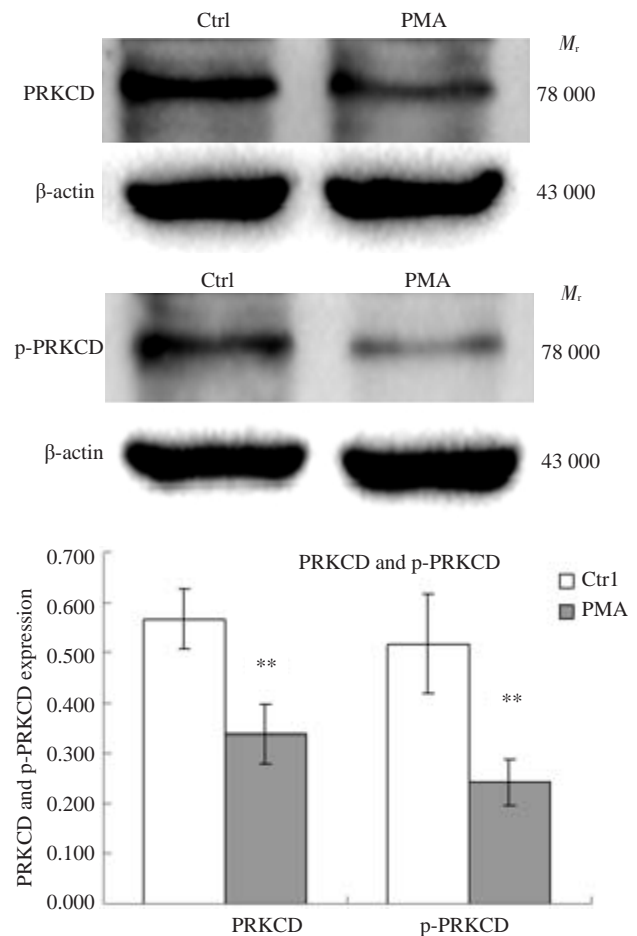 Ctrl PMA
M_r
PRKCD 78 000
β-actin 43 000
Ctrl PMA
M_r
p-PRKCD 78 000
β-actin 43 000
PRKCD and p-PRKCD
Ctr1
PMA
PRKCD and p-PRKCD expression
0.700
0.600
0.500
0.400
0.300
0.200
0.100
0.000
**
**
PRKCD p-PRKCD